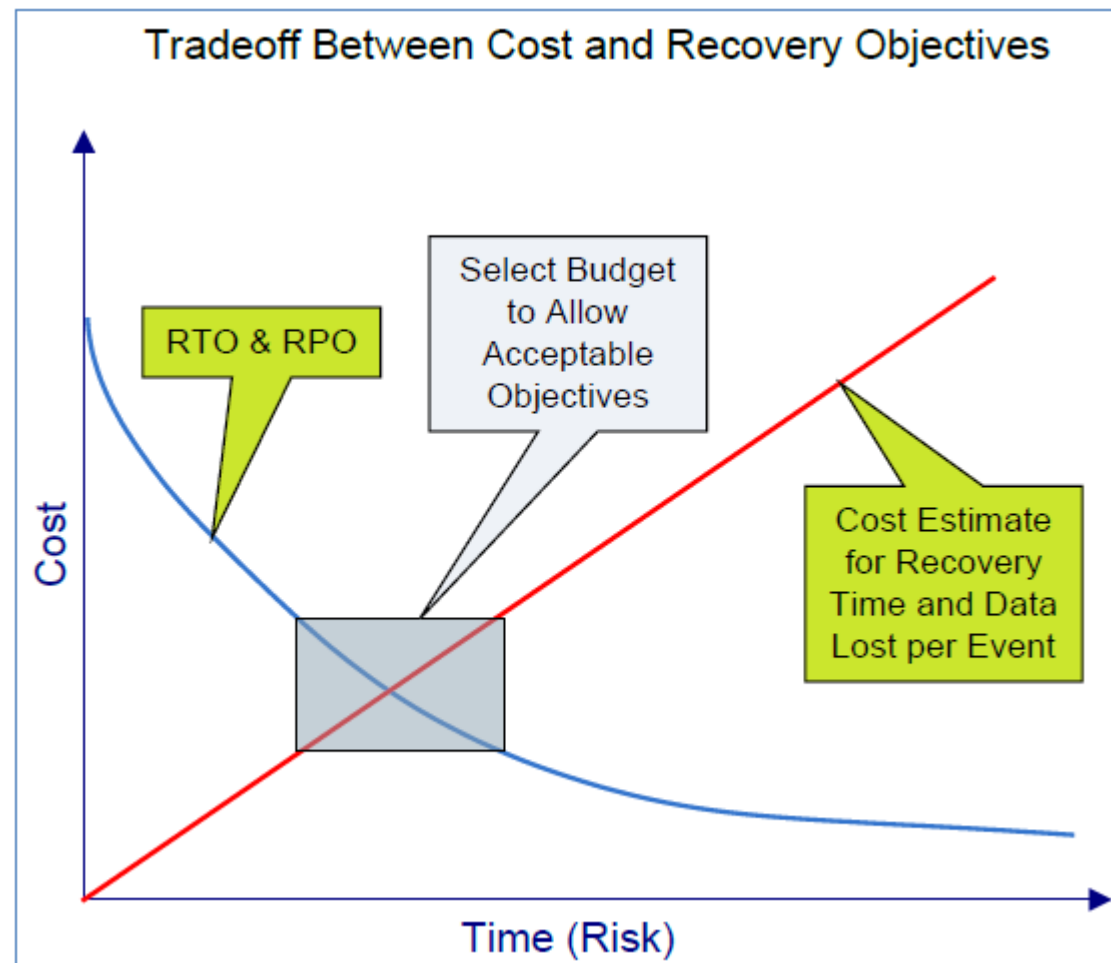 Tradeoff Between Cost and Recovery Objectives
Select Budget
to Allow
Acceptable
Objectives
RTO & RPO
Cost
Cost Estimate
for Recovery
Time and Data
Lost per Event
Time (Risk)